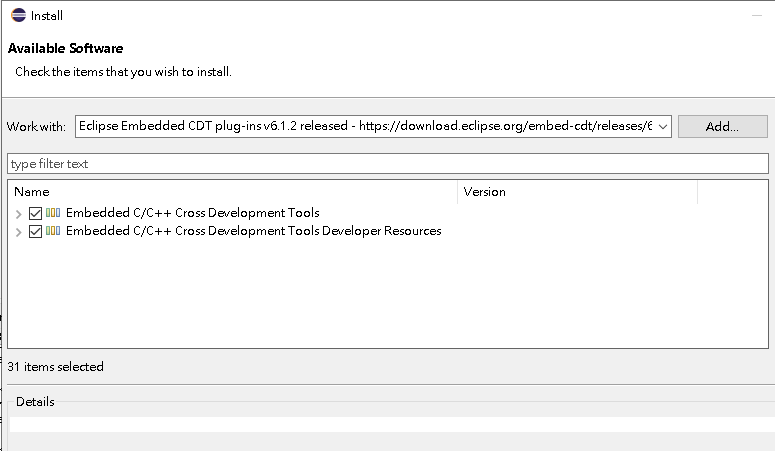 Install
Available Software
Check the items that you wish to install.
Work with: Eclipse Embedded CDT plug-ins v6.1.2 released - https://download.eclipse.org/embed-cdt/releases/6 Add...
type filter text
Name Version
Embedded C/C++ Cross Development Tools
Embedded C/C++ Cross Development Tools Developer Resources
31 items selected
Details